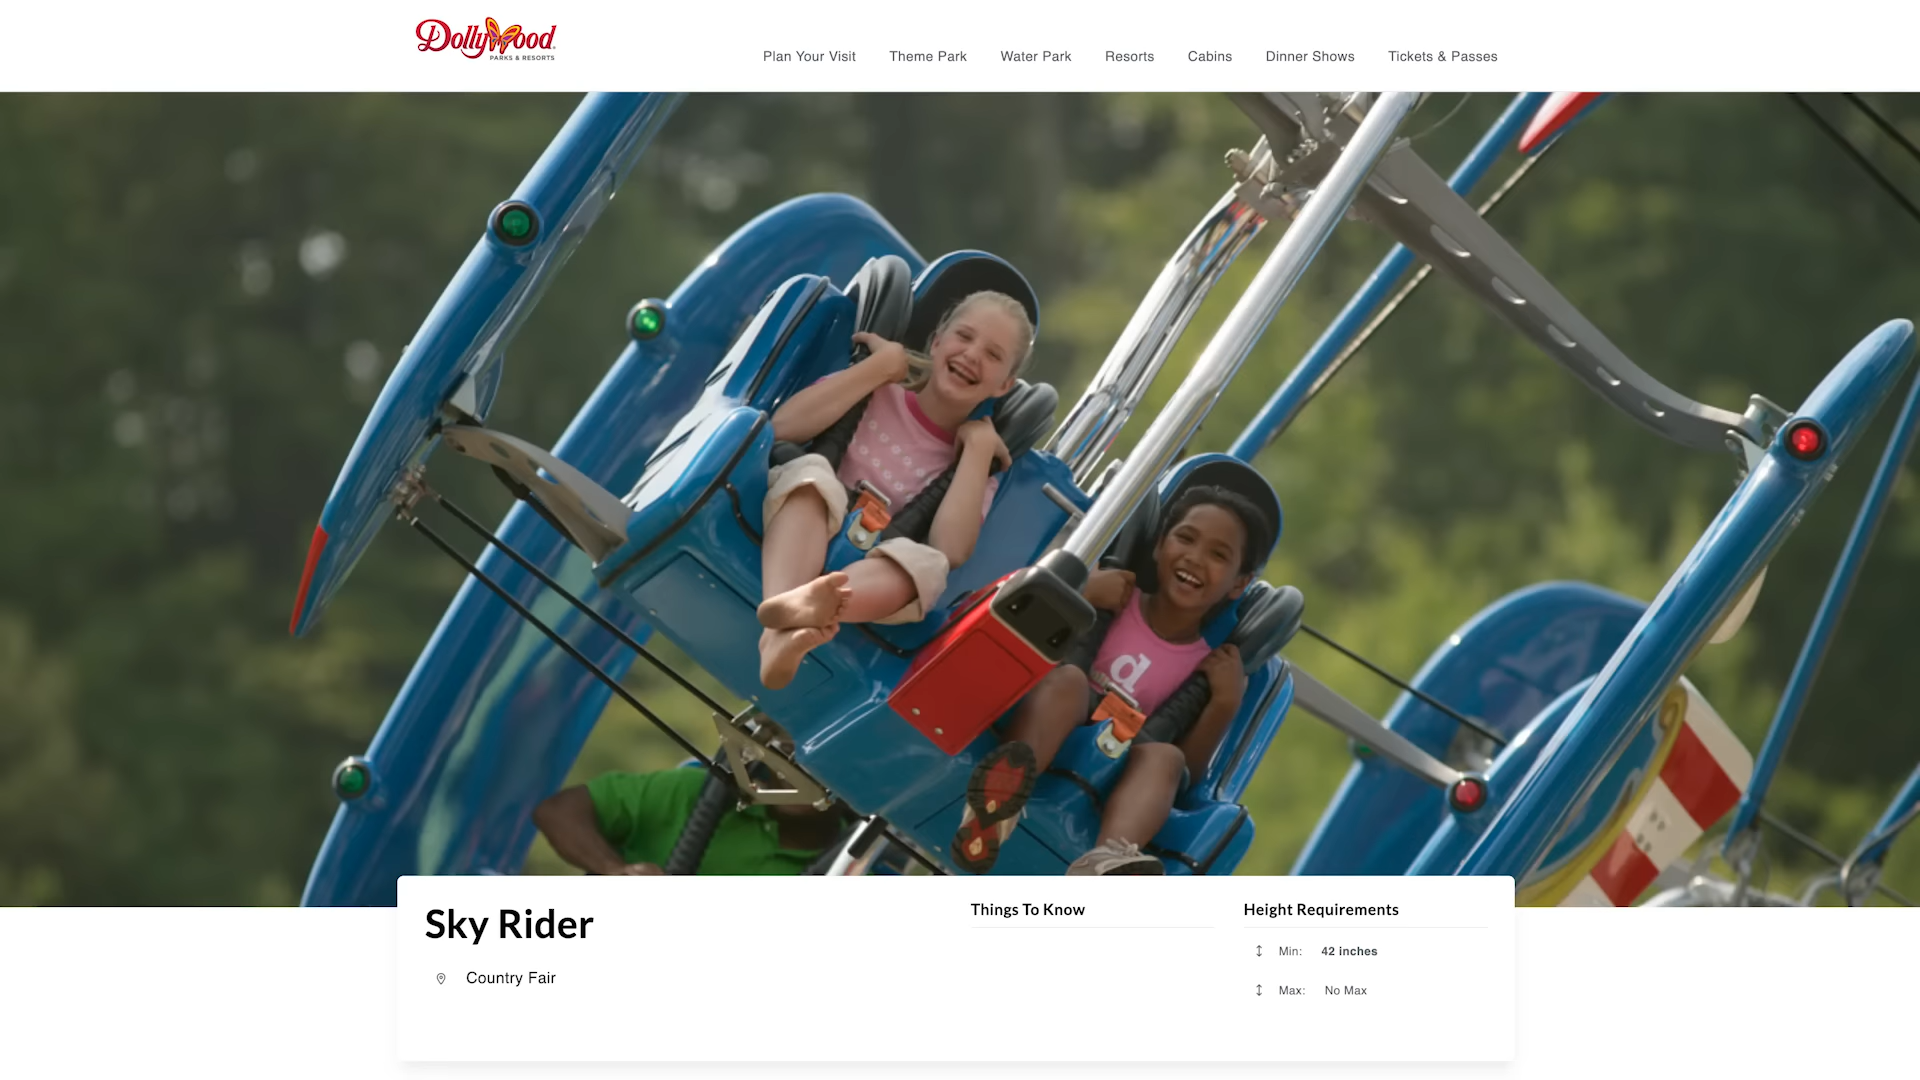 Dollywood
PARKS & RESORTS
Plan Your Visit
Theme Park
Water Park
Resorts
Cabins
Dinner Shows
Tickets & Passes
d
Sky Rider
Country Fair
Things To Know
Height Requirements
Min: 42 inches
Max: No Max